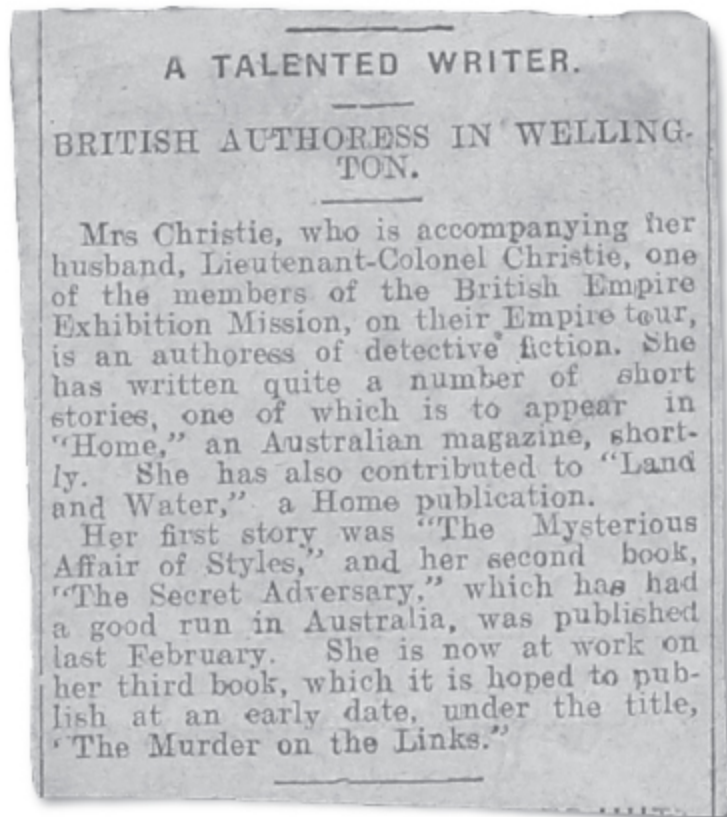 A TALENTED WRITER.
BRITISH AUTHORESS IN WELLING-
TON.
Mrs Christie, who is accompanying her
husband, Lieutenant-Colonel Christie, one
of the members of the British Empire
Exhibition Mission, on their Empire tour,
is an authoress of detective fiction. She
has written quite a number of short
stories, one of which is to appear in
"Home," an Australian magazine, short-
ly. She has also contributed to "Land
and Water," a Home publication.
Her first story was "The Mysterious
Affair of Styles," and her second book,
"The Secret Adversary," which has had
a good run in Australia, was published
last February. She is now at work on
her third book, which it is hoped to pub-
lish at an early date, under the title,
'The Murder on the Links."